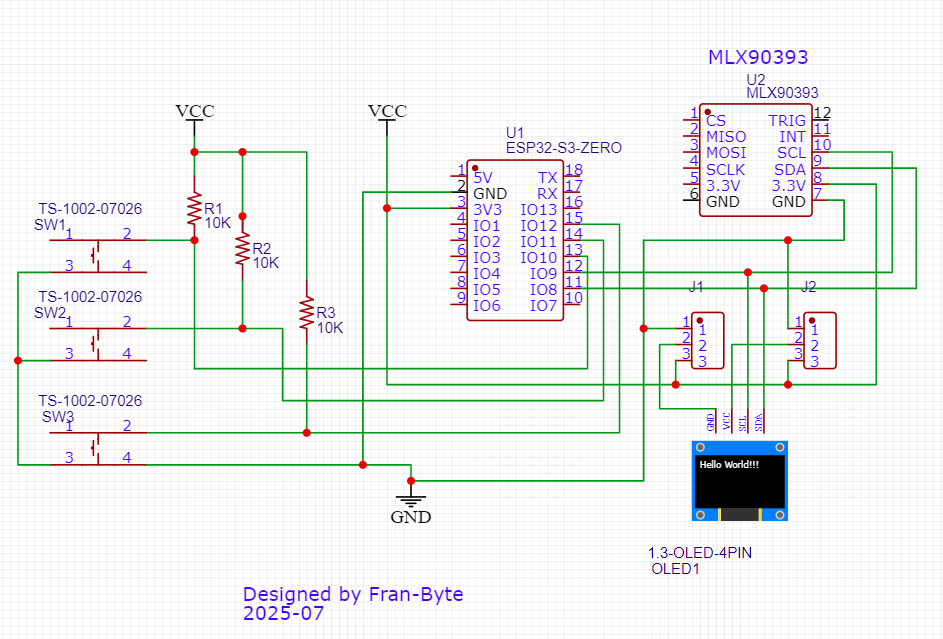 MLX90393
U2
MLX90393
1 CS TRIG 12
2 MISO INT 11
3 MOSI SCL 10
4 SCLK SDA 9
5 3.3V 3.3V 8
6 GND GND 7
VCC
VCC
U1
ESP32-S3-ZERO
1 5V TX 18
2 GND RX 17
3 3V3 IO13 16
4 IO1 IO12 15
5 IO2 IO11 14
6 IO3 IO10 13
7 IO4 IO9 12
8 IO5 IO8 11
9 IO6 IO7 10
TS-1002-07026
SW1
1 2
3 4
R1
10K
R2
10K
R3
10K
TS-1002-07026
SW2
1 2
3 4
TS-1002-07026
SW3
1 2
3 4
GND
J1
1 1
2 2
3 3
J2
1 1
2 2
3 3
GND VCC SCL SDA
Hello World!!!
1.3-OLED-4PIN
OLED1
Designed by Fran-Byte
2025-07